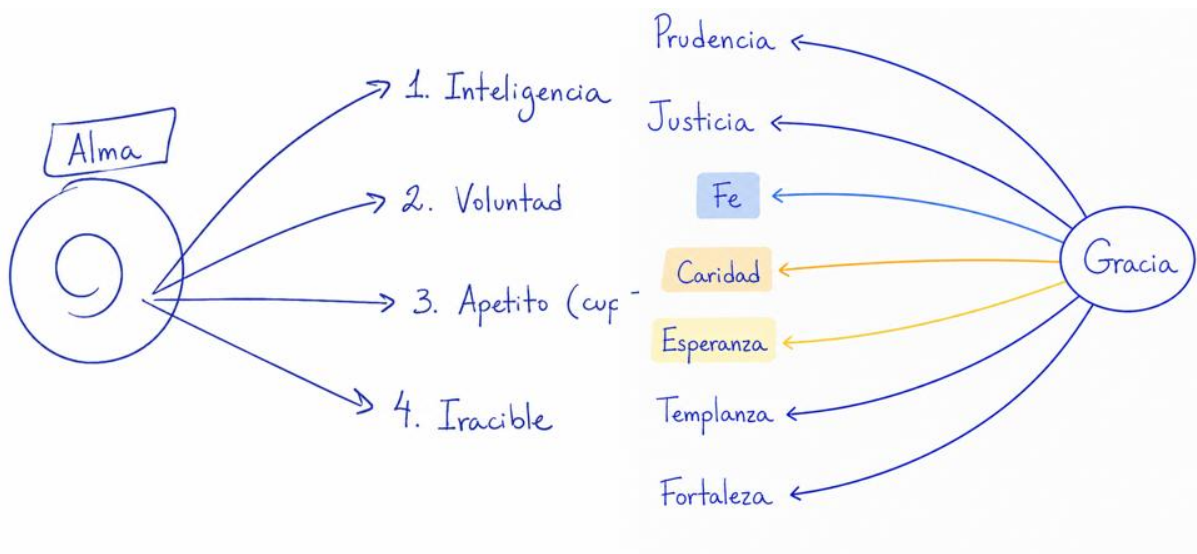 Alma
1. Inteligencia
2. Voluntad
3. Apetito (cup-
4. Iracible
Prudencia
Justicia
Fe
Caridad
Esperanza
Templanza
Fortaleza
Gracia